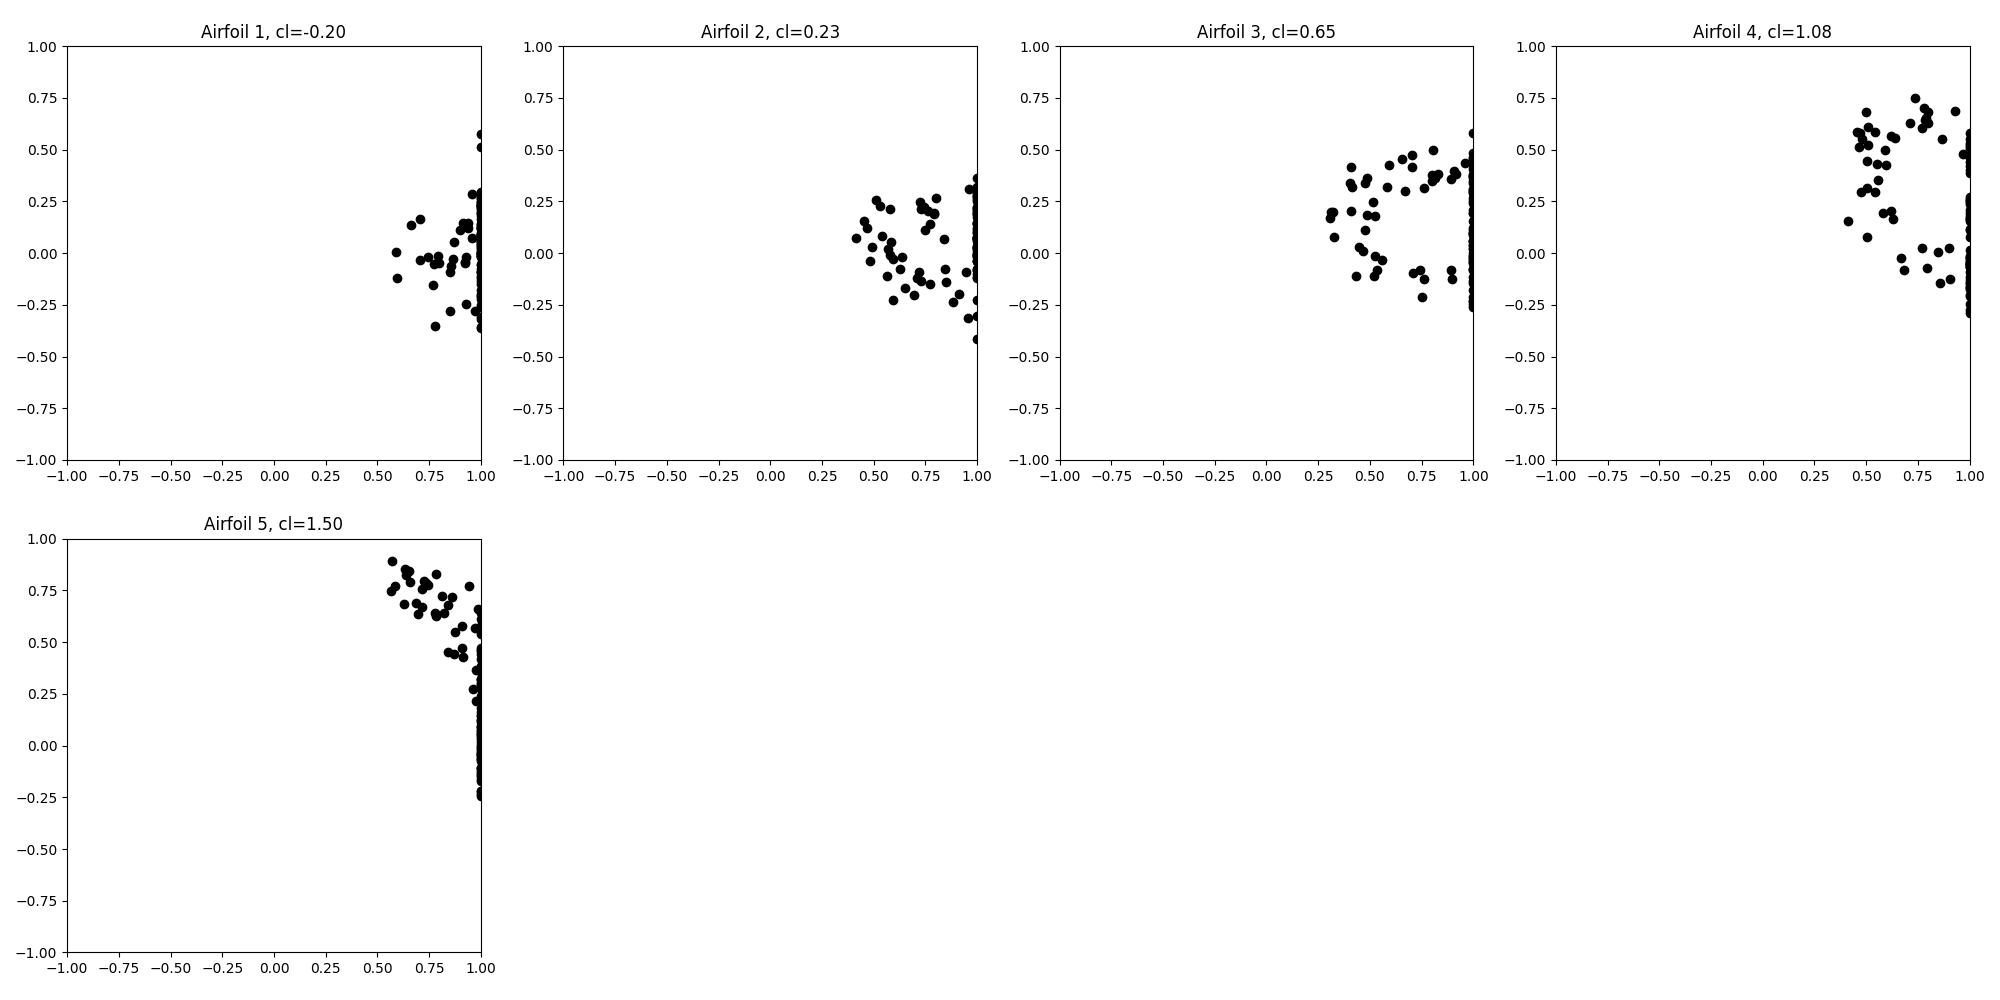 Airfoil 1, cl=-0.20
Airfoil 2, cl=0.23
Airfoil 3, cl=0.65
Airfoil 4, cl=1.08
1.00 1.00 1.00 1.00
0.75 0.75 0.75 0.75
0.50 0.50 0.50 0.50
0.25 0.25 0.25 0.25
0.00 0.00 0.00 0.00
−0.25 −0.25 −0.25 −0.25
−0.50 −0.50 −0.50 −0.50
−0.75 −0.75 −0.75 −0.75
−1.00 −1.00 −1.00 −1.00
−1.00 −0.75 −0.50 −0.25 0.00 0.25 0.50 0.75 1.00
−1.00 −0.75 −0.50 −0.25 0.00 0.25 0.50 0.75 1.00
−1.00 −0.75 −0.50 −0.25 0.00 0.25 0.50 0.75 1.00
−1.00 −0.75 −0.50 −0.25 0.00 0.25 0.50 0.75 1.00
Airfoil 5, cl=1.50
1.00
0.75
0.50
0.25
0.00
−0.25
−0.50
−0.75
−1.00
−1.00 −0.75 −0.50 −0.25 0.00 0.25 0.50 0.75 1.00